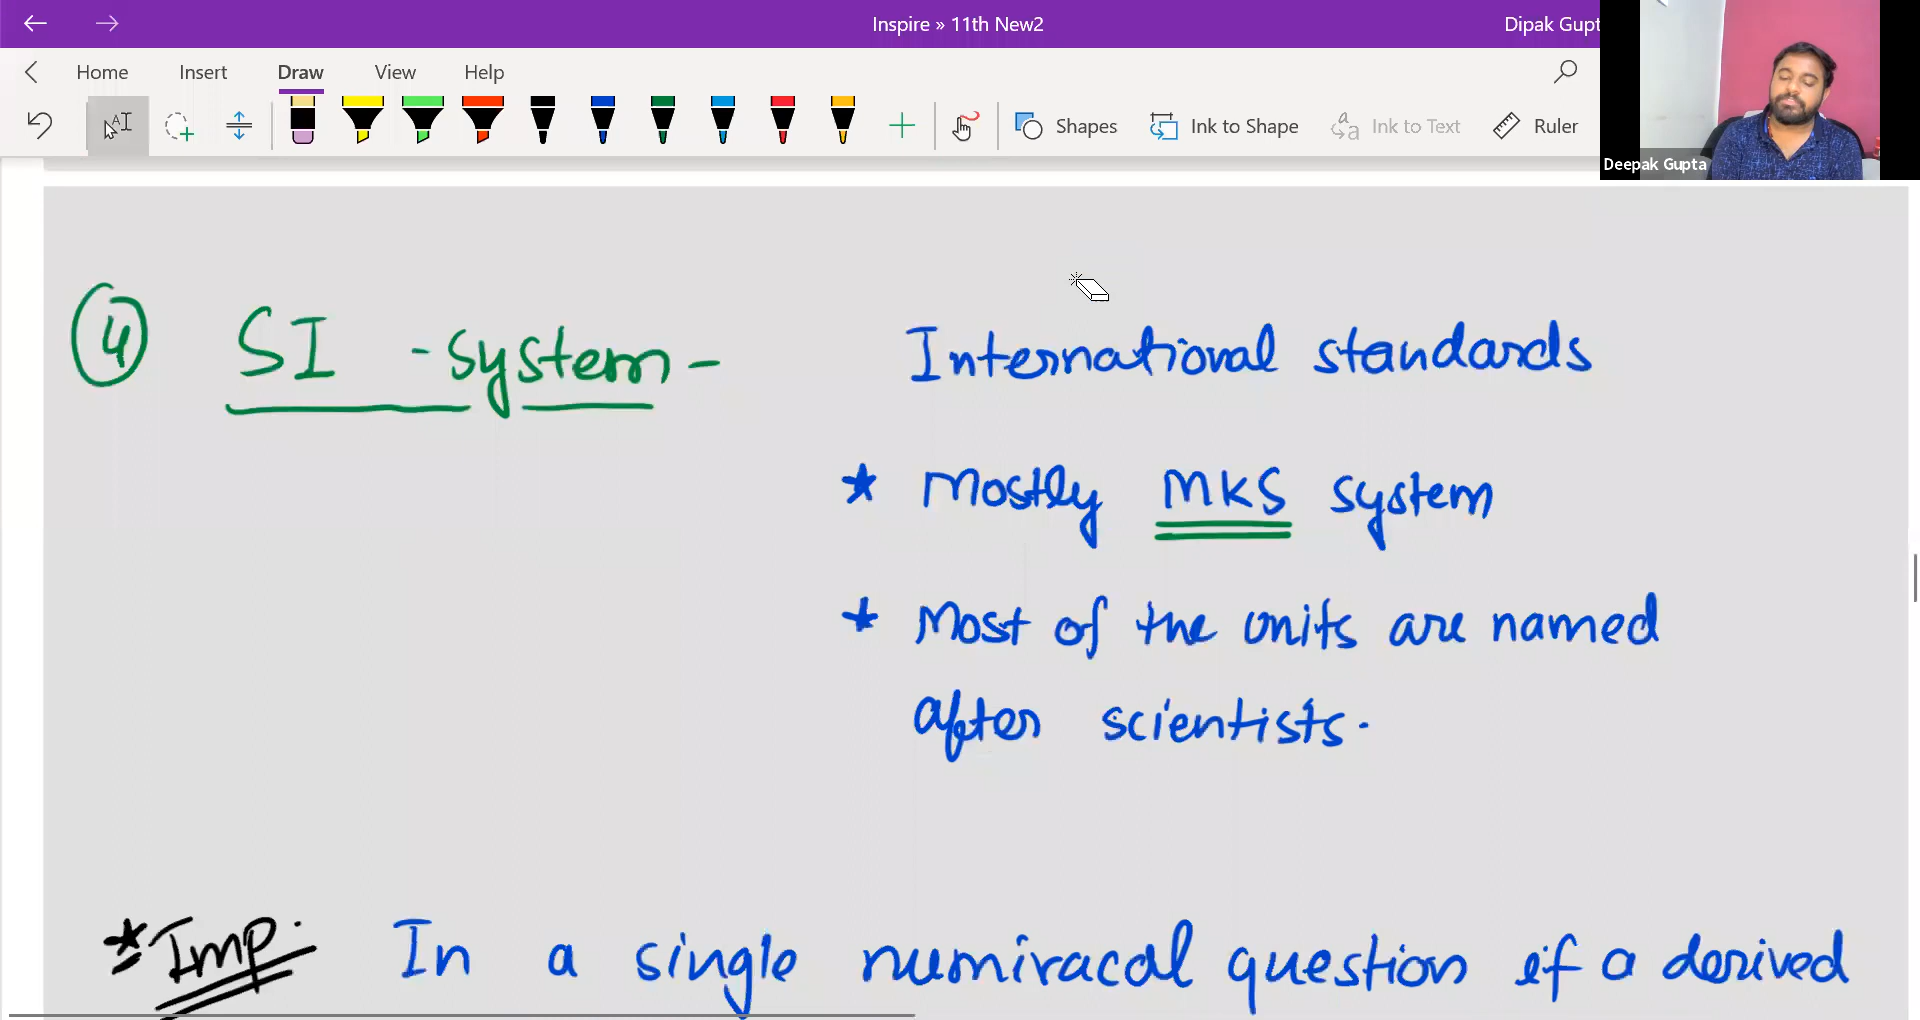 Inspire » 11th New2
Dipak Gupt
Home Insert Draw View Help
Shapes Ink to Shape Ink to Text Ruler
Deepak Gupta
4 SI - system - International standards
* Mostly MKS system
* Most of the units are named
after scientists.
* Imp. In a single numiracal question if a derived